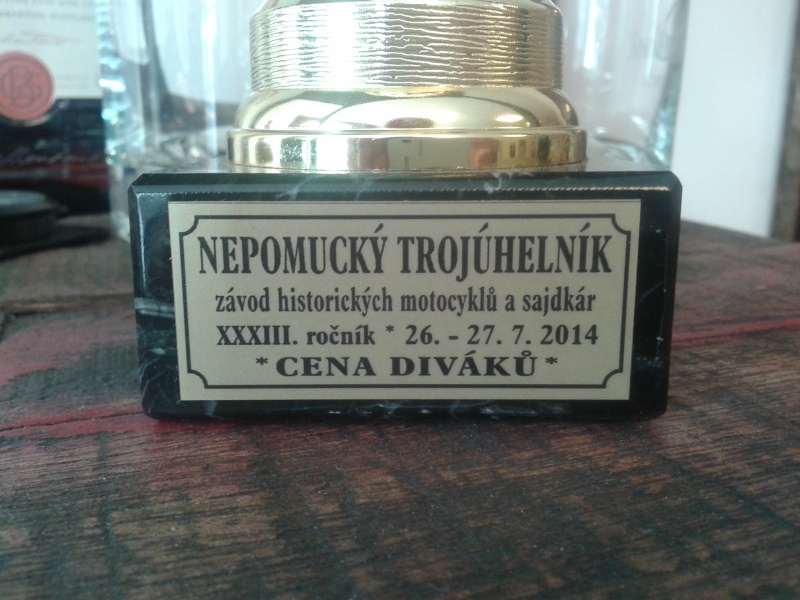 NEPOMUCKÝ TROJÚHELNÍK
závod historických motocyklů a sajdkár
XXXIII. ročník * 26. - 27. 7. 2014
* CENA DIVÁKŮ *